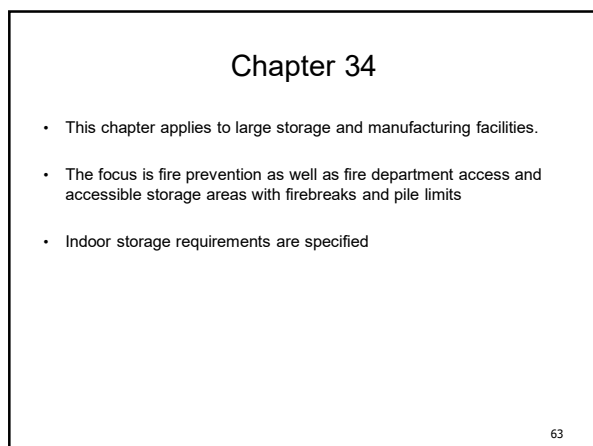 Chapter 34
• This chapter applies to large storage and manufacturing facilities.
• The focus is fire prevention as well as fire department access and
accessible storage areas with firebreaks and pile limits
• Indoor storage requirements are specified
63